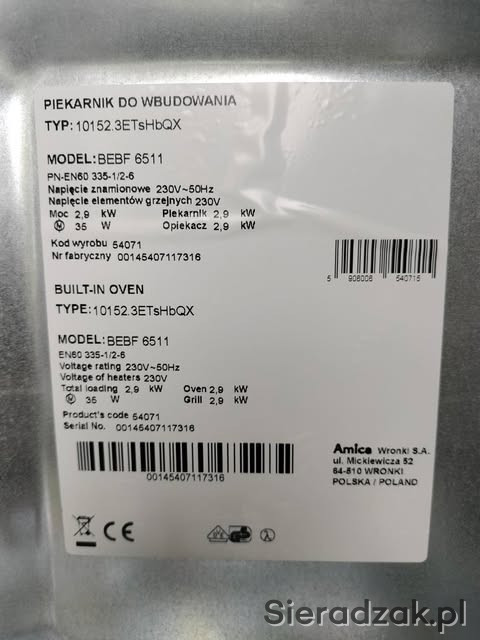 PIEKARNIK DO WBUDOWANIA
TYP: 10152.3ETsHbQX
MODEL: BEBF 6511
PN-EN60 335-1/2-6
Napięcie znamionowe 230V~50Hz
Napięcie elementów grzejnych 230V
Moc 2,9 kW Piekarnik 2,9 kW
M 35 W Opiekacz 2,9 kW
Kod wyrobu 54071
Nr fabryczny 00145407117316
5 908006 540715
BUILT-IN OVEN
TYPE: 10152.3ETsHbQX
MODEL: BEBF 6511
EN60 335-1/2-6
Voltage rating 230V~50Hz
Voltage of heaters 230V
Total loading 2,9 kW Oven 2,9 kW
M 35 W Grill 2,9 kW
Product's code 54071
Serial No. 00145407117316
00145407117316
Amica Wronki S.A.
ul. Mickiewicza 52
64-510 WRONKI
POLSKA / POLAND
CE
Sieradzak.pl